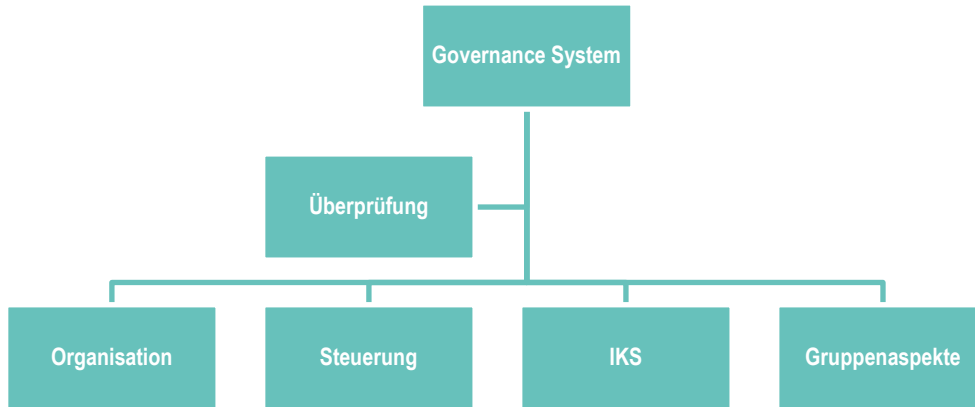 Governance System
Überprüfung
Organisation
Steuerung
IKS
Gruppenaspekte